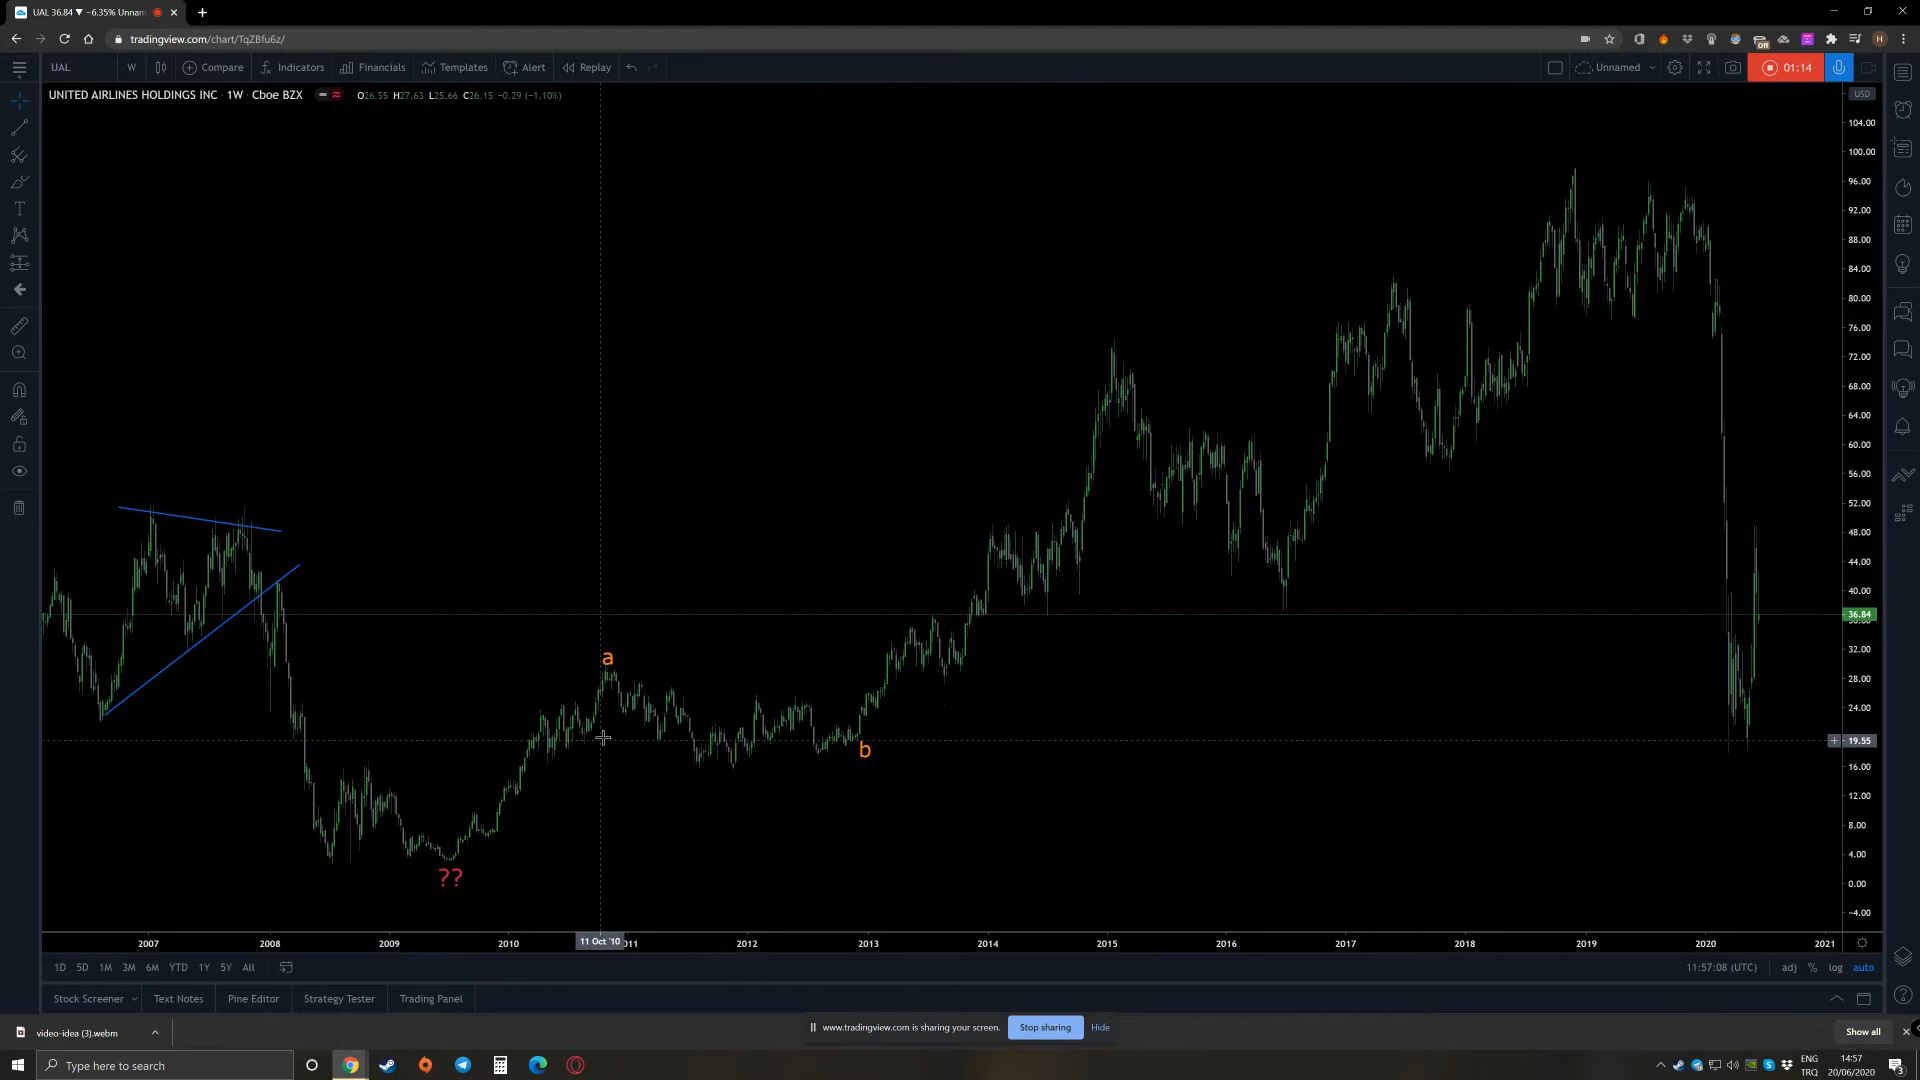 UAL 36.84 ▼ −6.35% Unnam
tradingview.com/chart/TqZBfu6z/
Off
H
UAL
W
Compare
Indicators
Financials
Templates
Alert
Replay
Unnamed
01:14
UNITED AIRLINES HOLDINGS INC · 1W · Cboe BZX
O26.55 H27.63 L25.66 C26.15 −0.29 (−1.10%)
USD
104.00
100.00
96.00
92.00
88.00
84.00
80.00
76.00
72.00
68.00
64.00
60.00
56.00
52.00
48.00
44.00
40.00
36.84
32.00
28.00
24.00
19.55
16.00
12.00
8.00
4.00
0.00
−4.00
a
b
??
2007 2008 2009 2010 11 Oct '10 011 2012 2013 2014 2015 2016 2017 2018 2019 2020 2021
1D 5D 1M 3M 6M YTD 1Y 5Y All
11:57:08 (UTC) adj % log auto
Stock Screener Text Notes Pine Editor Strategy Tester Trading Panel
video-idea (3).webm
www.tradingview.com is sharing your screen. Stop sharing Hide
Show all
Type here to search
ENG
TRQ
14:57
20/06/2020
3